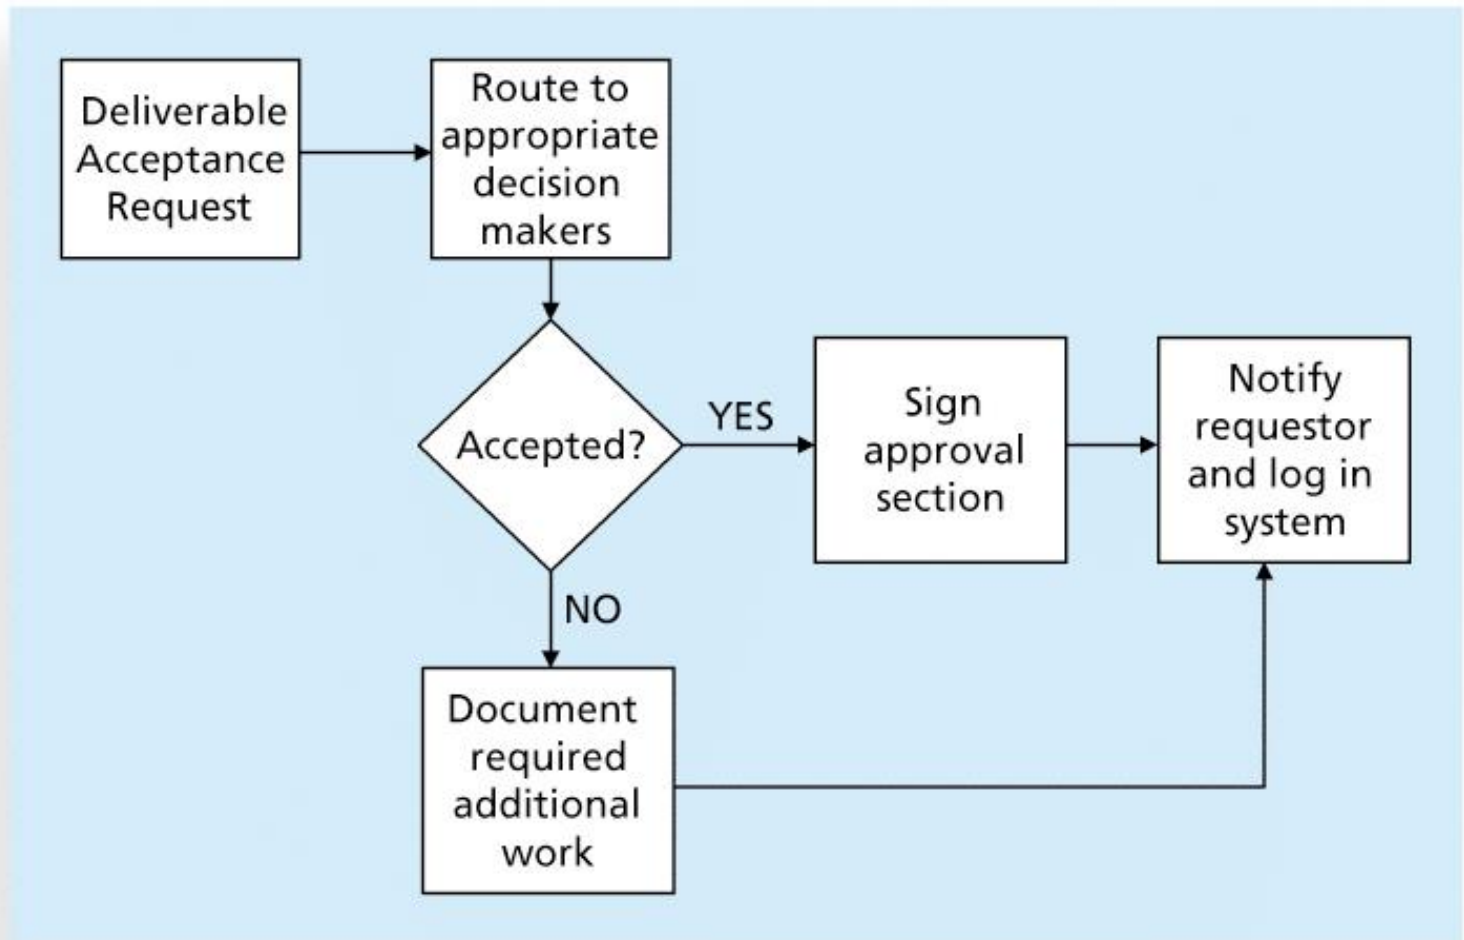 Deliverable
Acceptance
Request
Route to
appropriate
decision
makers
Accepted?
YES
Sign
approval
section
Notify
requestor
and log in
system
NO
Document
required
additional
work